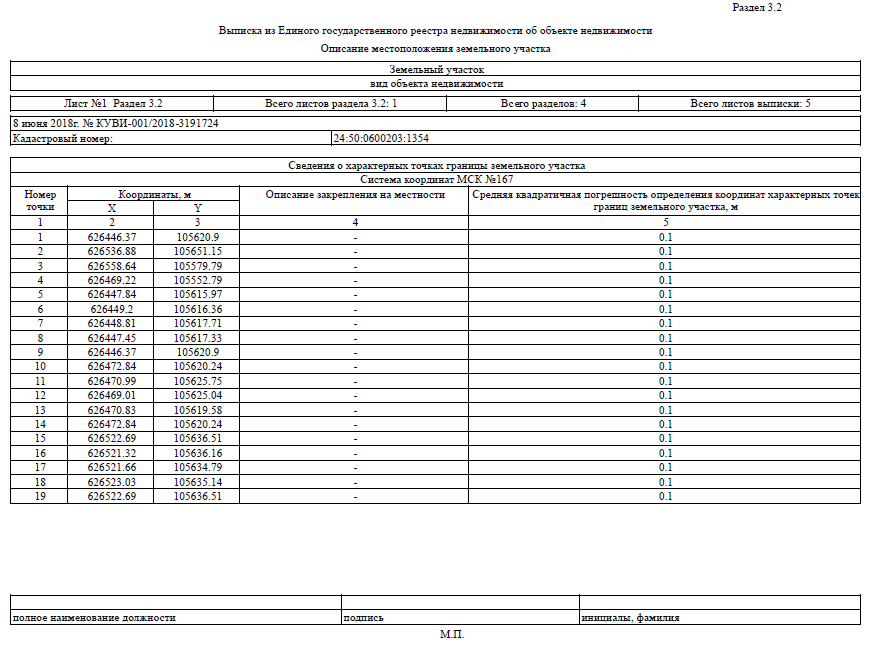 Раздел 3.2
Выписка из Единого государственного реестра недвижимости об объекте недвижимости
Описание местоположения земельного участка
Земельный участок
вид объекта недвижимости
Лист №1 Раздел 3.2 Всего листов раздела 3.2: 1 Всего разделов: 4 Всего листов выписки: 5
8 июня 2018г. № КУВИ-001/2018-3191724
Кадастровый номер: 24:50:0600203:1354
Сведения о характерных точках границы земельного участка
Система координат МСК №167
Номер точки Координаты, м Описание закрепления на местности Средняя квадратичная погрешность определения координат характерных точек границ земельного участка, м
X Y
1 2 3 4 5
1 626446.37 105620.9 - 0.1
2 626536.88 105651.15 - 0.1
3 626558.64 105579.79 - 0.1
4 626469.22 105552.79 - 0.1
5 626447.84 105615.97 - 0.1
6 626449.2 105616.36 - 0.1
7 626448.81 105617.71 - 0.1
8 626447.45 105617.33 - 0.1
9 626446.37 105620.9 - 0.1
10 626472.84 105620.24 - 0.1
11 626470.99 105625.75 - 0.1
12 626469.01 105625.04 - 0.1
13 626470.83 105619.58 - 0.1
14 626472.84 105620.24 - 0.1
15 626522.69 105636.51 - 0.1
16 626521.32 105636.16 - 0.1
17 626521.66 105634.79 - 0.1
18 626523.03 105635.14 - 0.1
19 626522.69 105636.51 - 0.1
полное наименование должности подпись инициалы, фамилия
М.П.